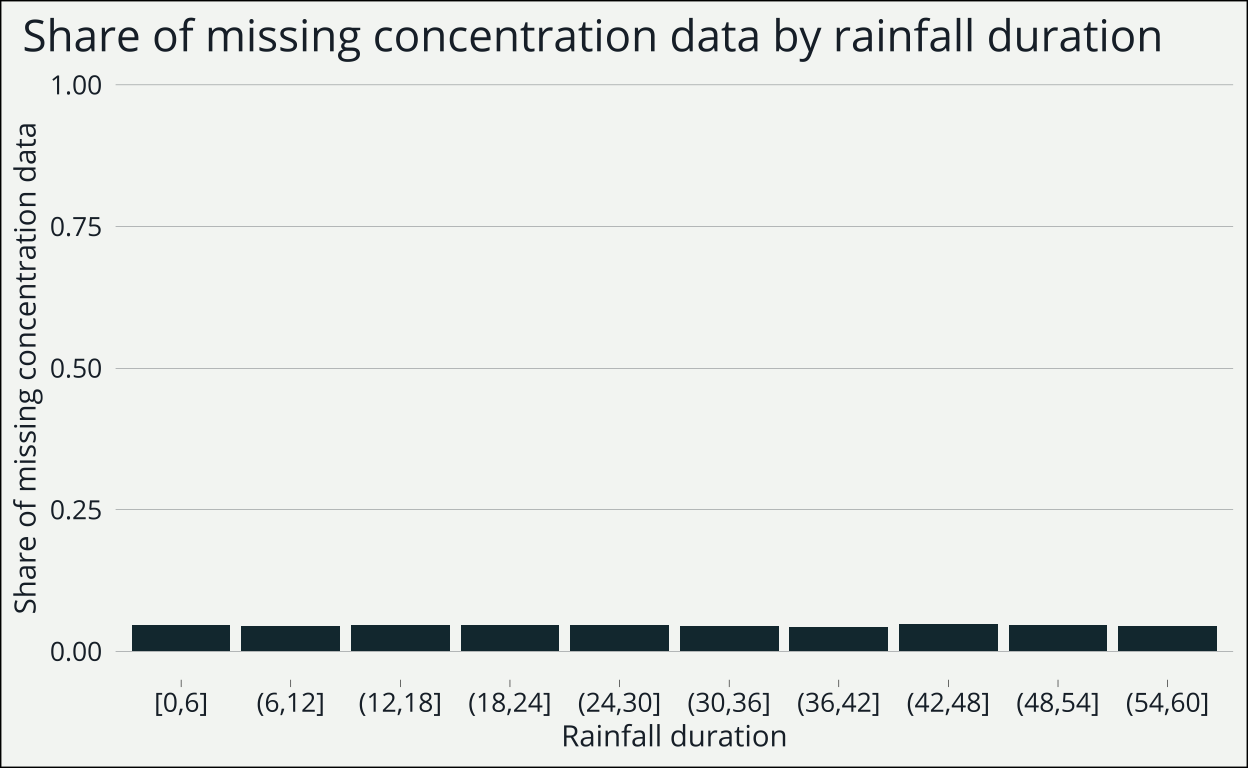 Share of missing concentration data by rainfall duration
Share of missing concentration data
1.00
0.75
0.50
0.25
0.00
[0,6] (6,12] (12,18] (18,24] (24,30] (30,36] (36,42] (42,48] (48,54] (54,60]
Rainfall duration